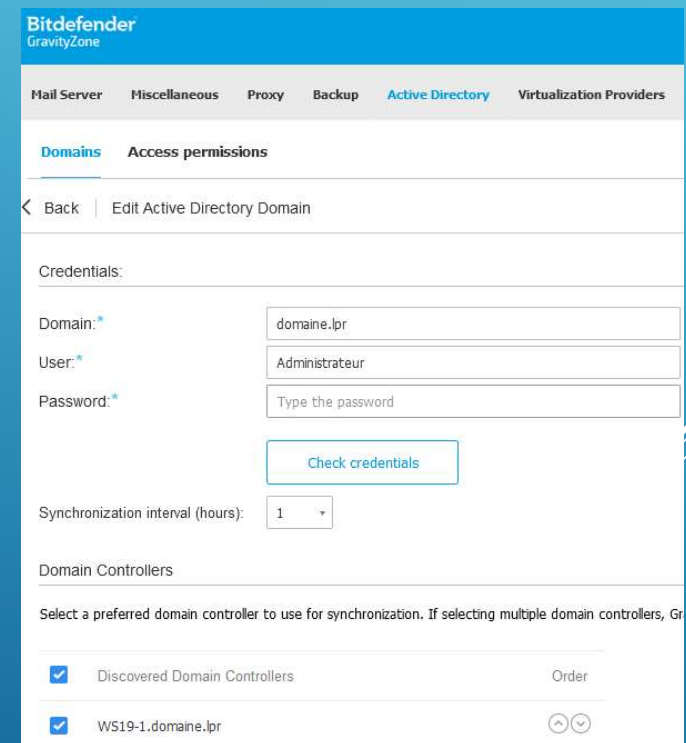 Bitdefender
GravityZone
Mail Server Miscellaneous Proxy Backup Active Directory Virtualization Providers
Domains Access permissions
Back Edit Active Directory Domain
Credentials:
Domain:* domaine.lpr
User:* Administrateur
Password:* Type the password
Check credentials
Synchronization interval (hours): 1
Domain Controllers
Select a preferred domain controller to use for synchronization. If selecting multiple domain controllers, Gr
Discovered Domain Controllers Order
WS19-1.domaine.lpr